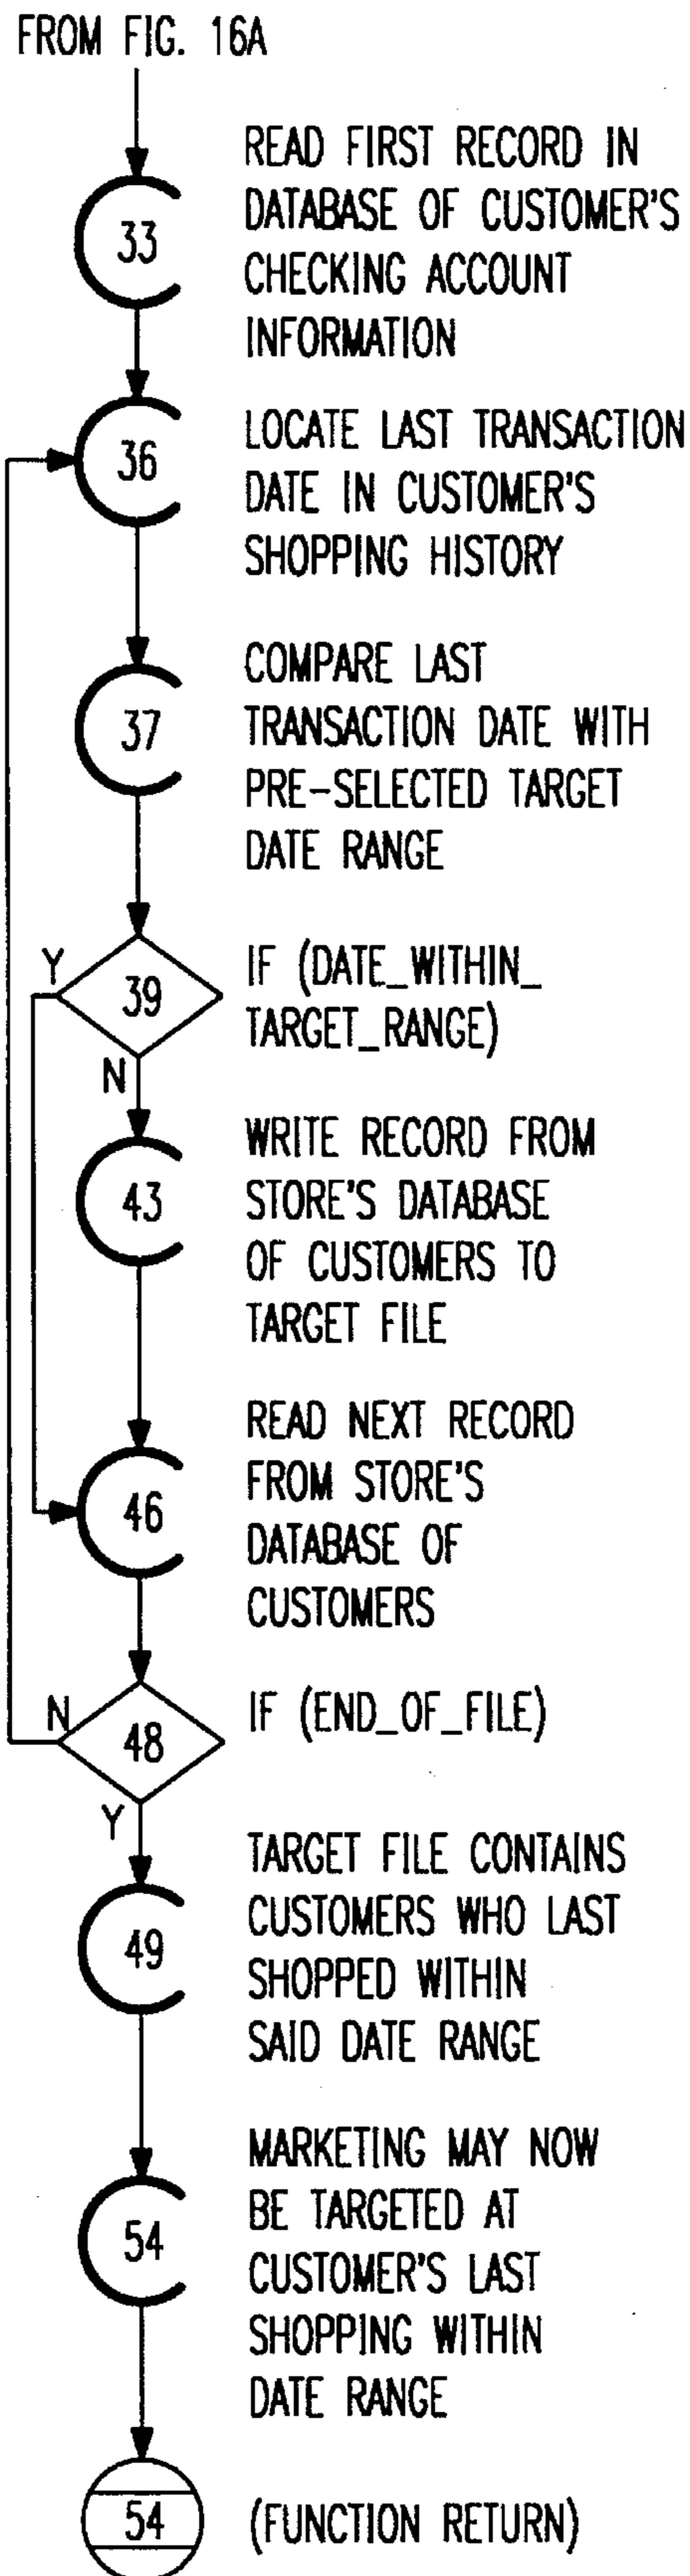 FROM FIG. 16A
33
READ FIRST RECORD IN
DATABASE OF CUSTOMER'S
CHECKING ACCOUNT
INFORMATION
36
LOCATE LAST TRANSACTION
DATE IN CUSTOMER'S
SHOPPING HISTORY
37
COMPARE LAST
TRANSACTION DATE WITH
PRE-SELECTED TARGET
DATE RANGE
Y
39
N
IF (DATE_WITHIN_
TARGET_RANGE)
43
WRITE RECORD FROM
STORE'S DATABASE
OF CUSTOMERS TO
TARGET FILE
46
READ NEXT RECORD
FROM STORE'S
DATABASE OF
CUSTOMERS
N
48
Y
IF (END_OF_FILE)
49
TARGET FILE CONTAINS
CUSTOMERS WHO LAST
SHOPPED WITHIN
SAID DATE RANGE
54
MARKETING MAY NOW
BE TARGETED AT
CUSTOMER'S LAST
SHOPPING WITHIN
DATE RANGE
54
(FUNCTION RETURN)